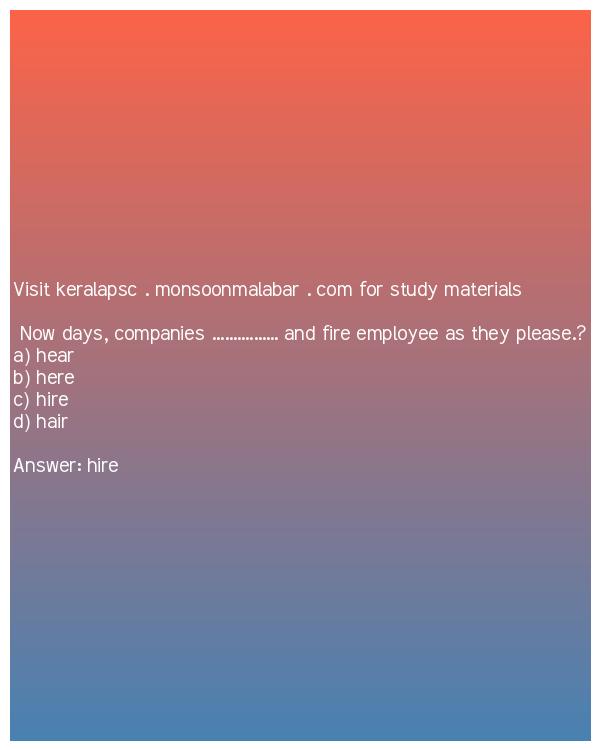 Visit keralapsc . monsoonmalabar . com for study materials
Now days, companies ................ and fire employee as they please.?
a) hear
b) here
c) hire
d) hair
Answer: hire